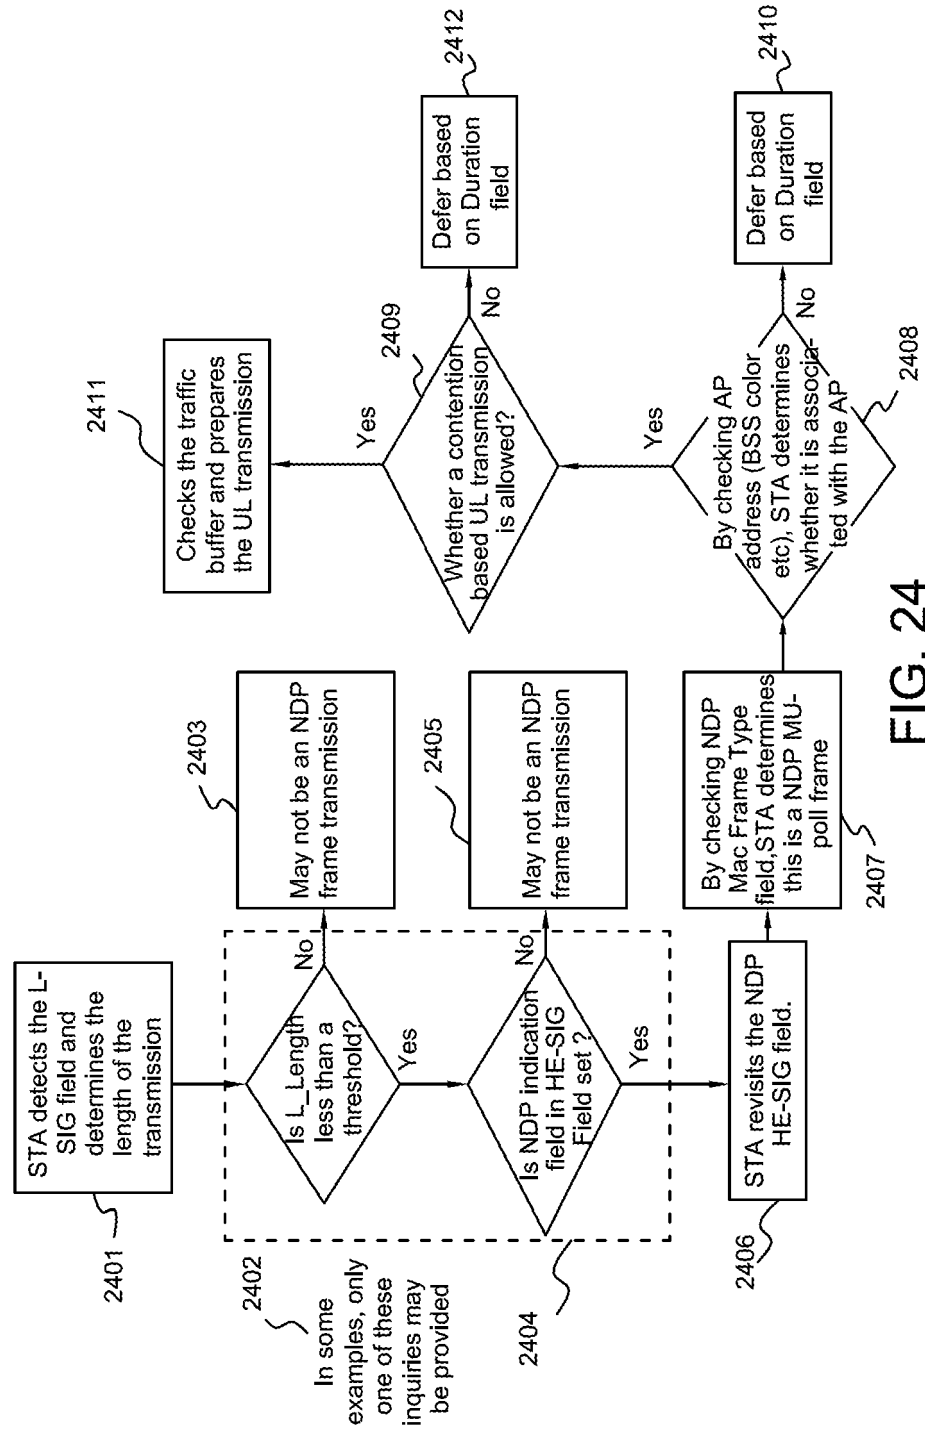 2401
STA detects the L-
SIG field and
determines the
length of the
transmission
2402
In some
examples, only
one of these
inquiries may
be provided
Is L_Length
less than a
threshold?
No
2403
May not be an NDP
frame transmission
Yes
2404
Is NDP indication
field in HE-SIG
Field set ?
No
2405
May not be an NDP
frame transmission
Yes
2406
STA revisits the NDP
HE-SIG field.
2407
By checking NDP
Mac Frame Type
field,STA determines
this is a NDP MU-
poll frame
2408
By checking AP
address (BSS color
etc), STA determines
whether it is associa-
ted with the AP
No
2410
Defer based
on Duration
field
Yes
2409
Whether a contention
based UL transmission
is allowed?
No
2412
Defer based
on Duration
field
Yes
2411
Checks the traffic
buffer and prepares
the UL transmission
FIG. 24